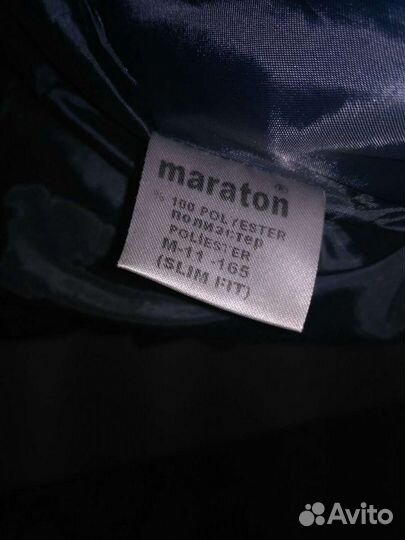 maraton ®
% 100 POLYESTER
полиэстер
POLIESTER
M-11 -165
(SLIM FIT)
Avito